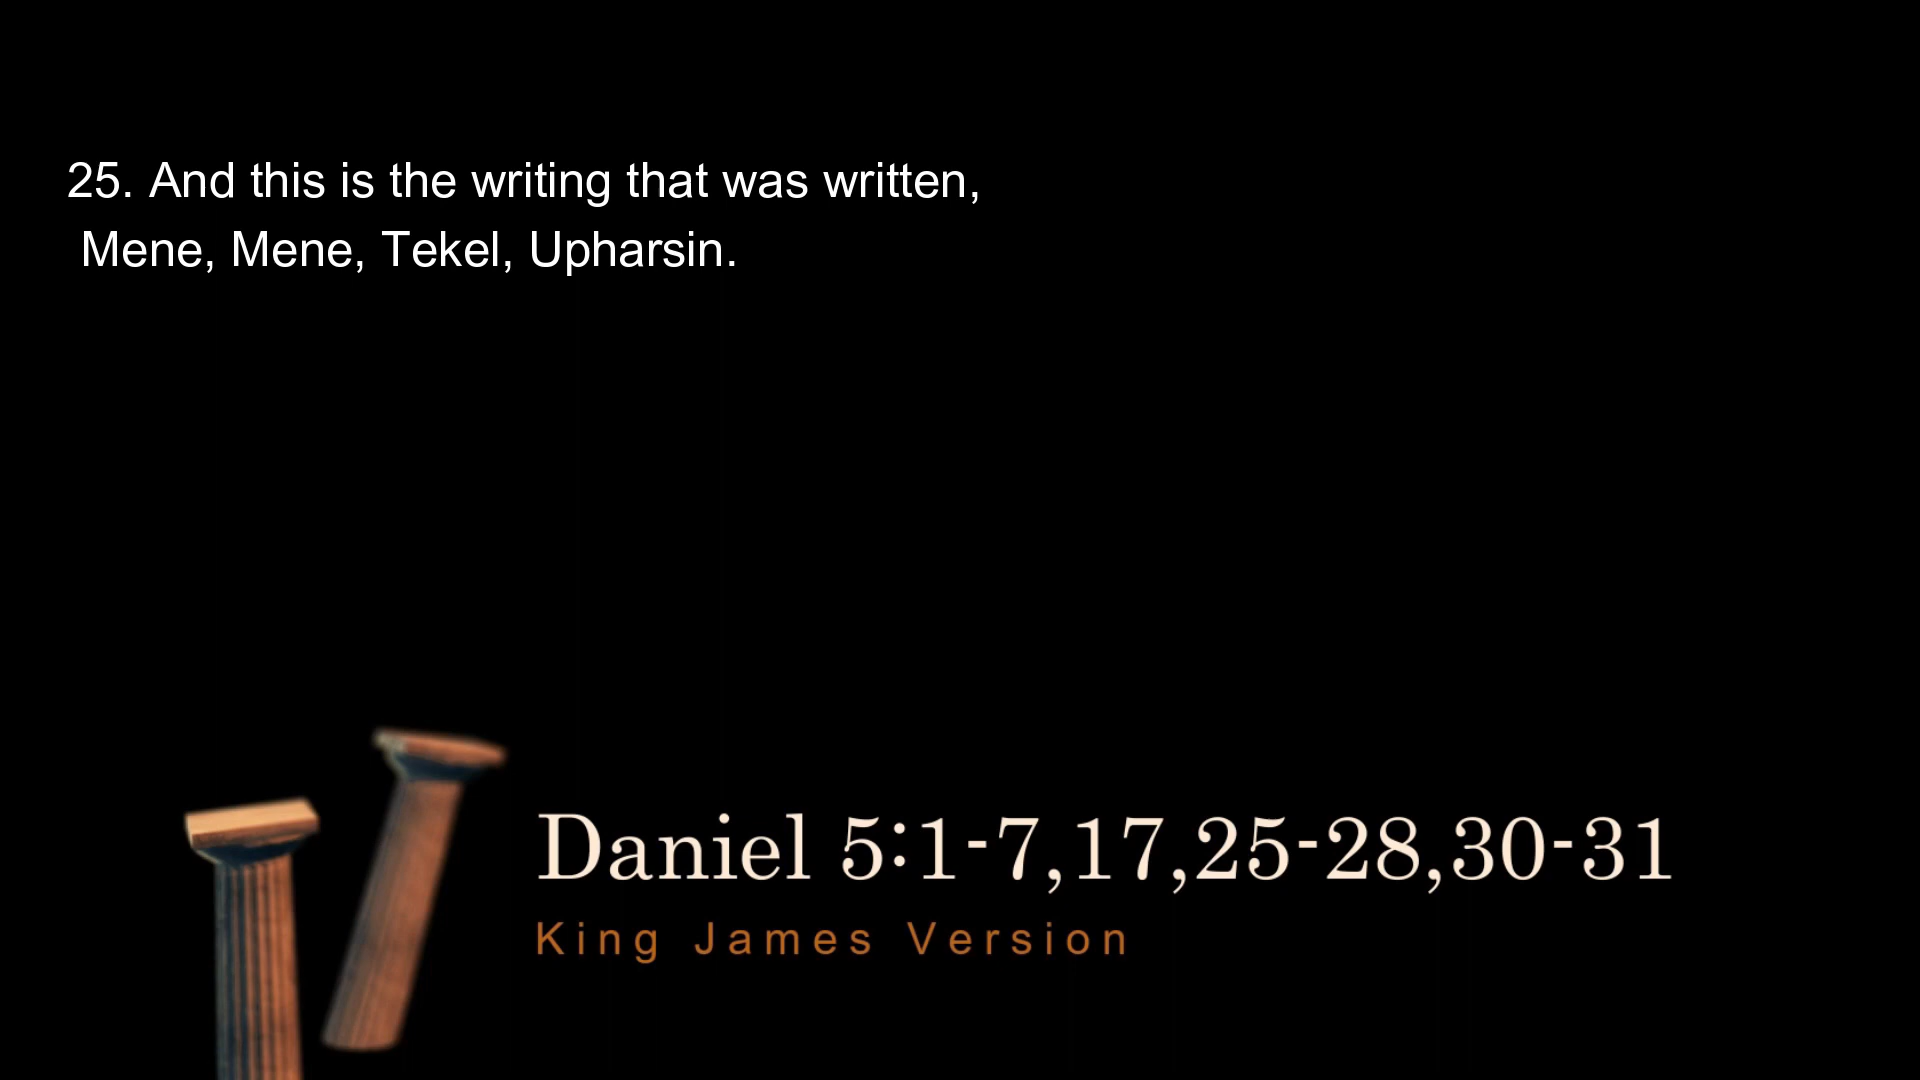 25. And this is the writing that was written,
Mene, Mene, Tekel, Upharsin.
Daniel 5:1-7,17,25-28,30-31
King James Version